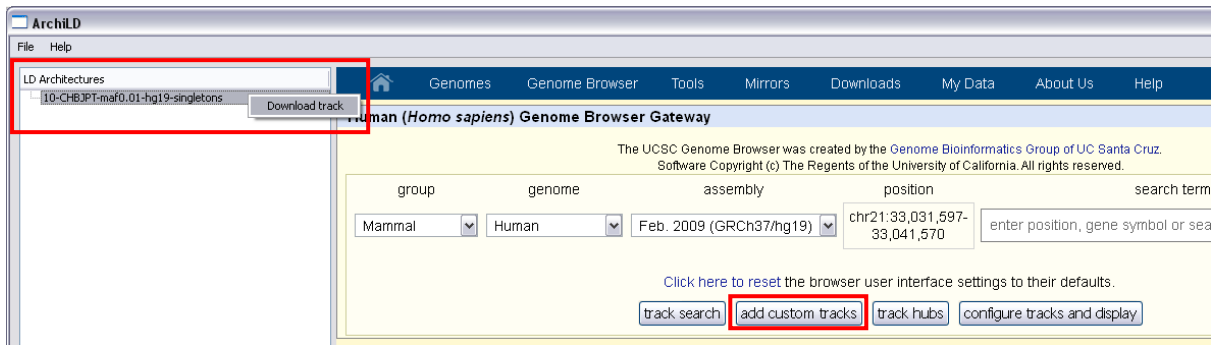 ArchiLD
File Help
LD Architectures
10-CHBJPT-maf0.01-hg19-singletons
Download track
Genomes Genome Browser Tools Mirrors Downloads My Data About Us Help
Human (Homo sapiens) Genome Browser Gateway
The UCSC Genome Browser was created by the Genome Bioinformatics Group of UC Santa Cruz.
Software Copyright (c) The Regents of the University of California. All rights reserved.
group genome assembly position search term
Mammal Human Feb. 2009 (GRCh37/hg19) chr21:33,031,597-
33,041,570
enter position, gene symbol or sea
Click here to reset the browser user interface settings to their defaults.
track search add custom tracks track hubs configure tracks and display